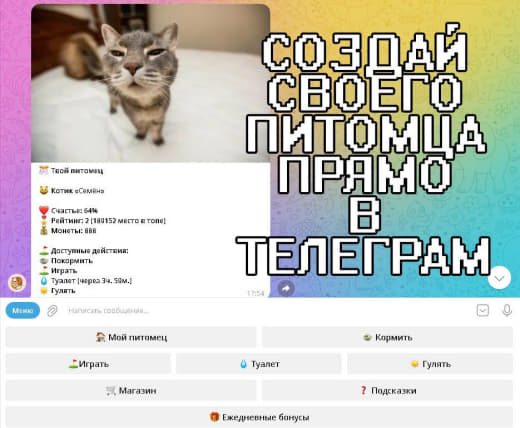 СОЗДАЙ
СВОЕГО
ПИТОМЦА
ПРЯМО
В
ТЕЛЕГРАМ
Твой питомец
Котик «Семён»
Счастье: 64%
Рейтинг: 2 (189152 место в топе)
Монеты: 888
Доступные действия:
Покормить
Играть
Туалет (через 3ч. 59м.)
Гулять
17:54
Меню Написать сообщение...
Мой питомец Кормить
Играть Туалет Гулять
Магазин Подсказки
Ежедневные бонусы